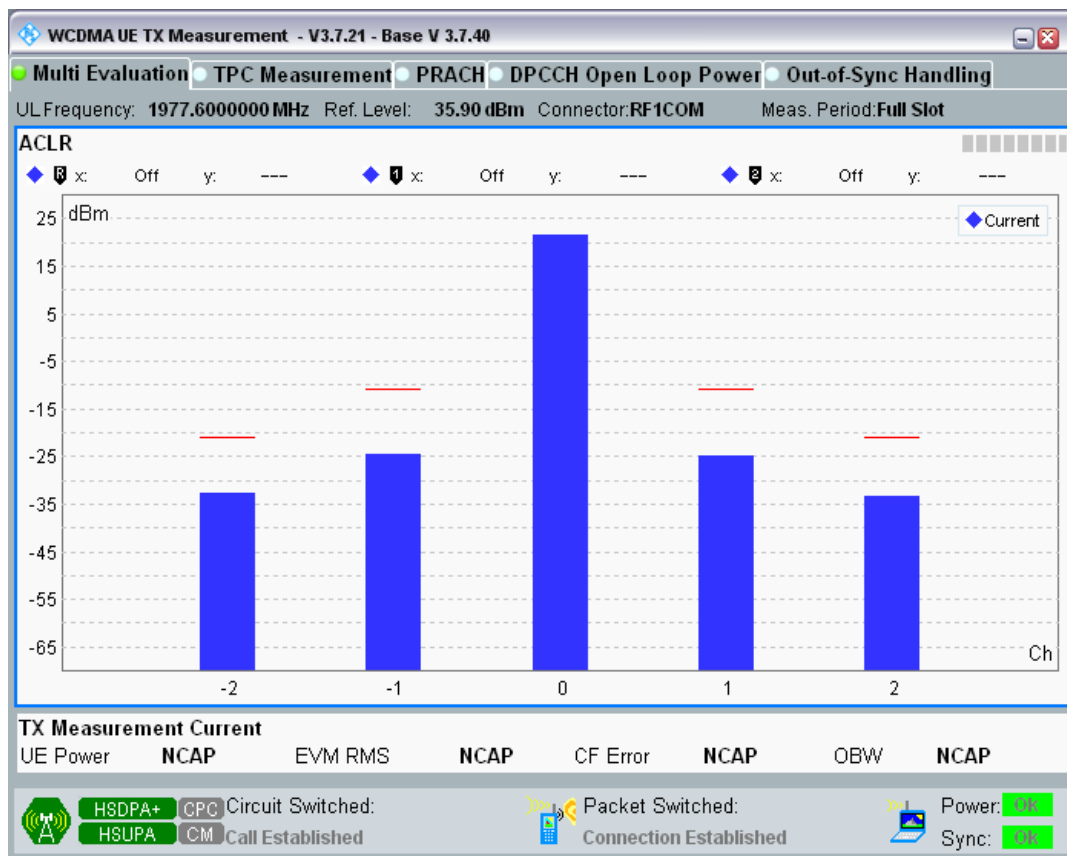 WCDMA UE TX Measurement - V3.7.21 - Base V 3.7.40
Multi Evaluation TPC Measurement PRACH DPCCH Open Loop Power Out-of-Sync Handling
UL Frequency: 1977.6000000 MHz Ref. Level: 35.90 dBm Connector:RF1COM Meas. Period:Full Slot
ACLR
R x: Off y: --- 1 x: Off y: --- 2 x: Off y: ---
dBm
Current
25
15
5
-5
-15
-25
-35
-45
-55
-65
Ch
-2 -1 0 1 2
TX Measurement Current
UE Power NCAP EVM RMS NCAP CF Error NCAP OBW NCAP
HSDPA+ CPC Circuit Switched: Packet Switched: Power: Ok
HSUPA CM Call Established Connection Established Sync: Ok